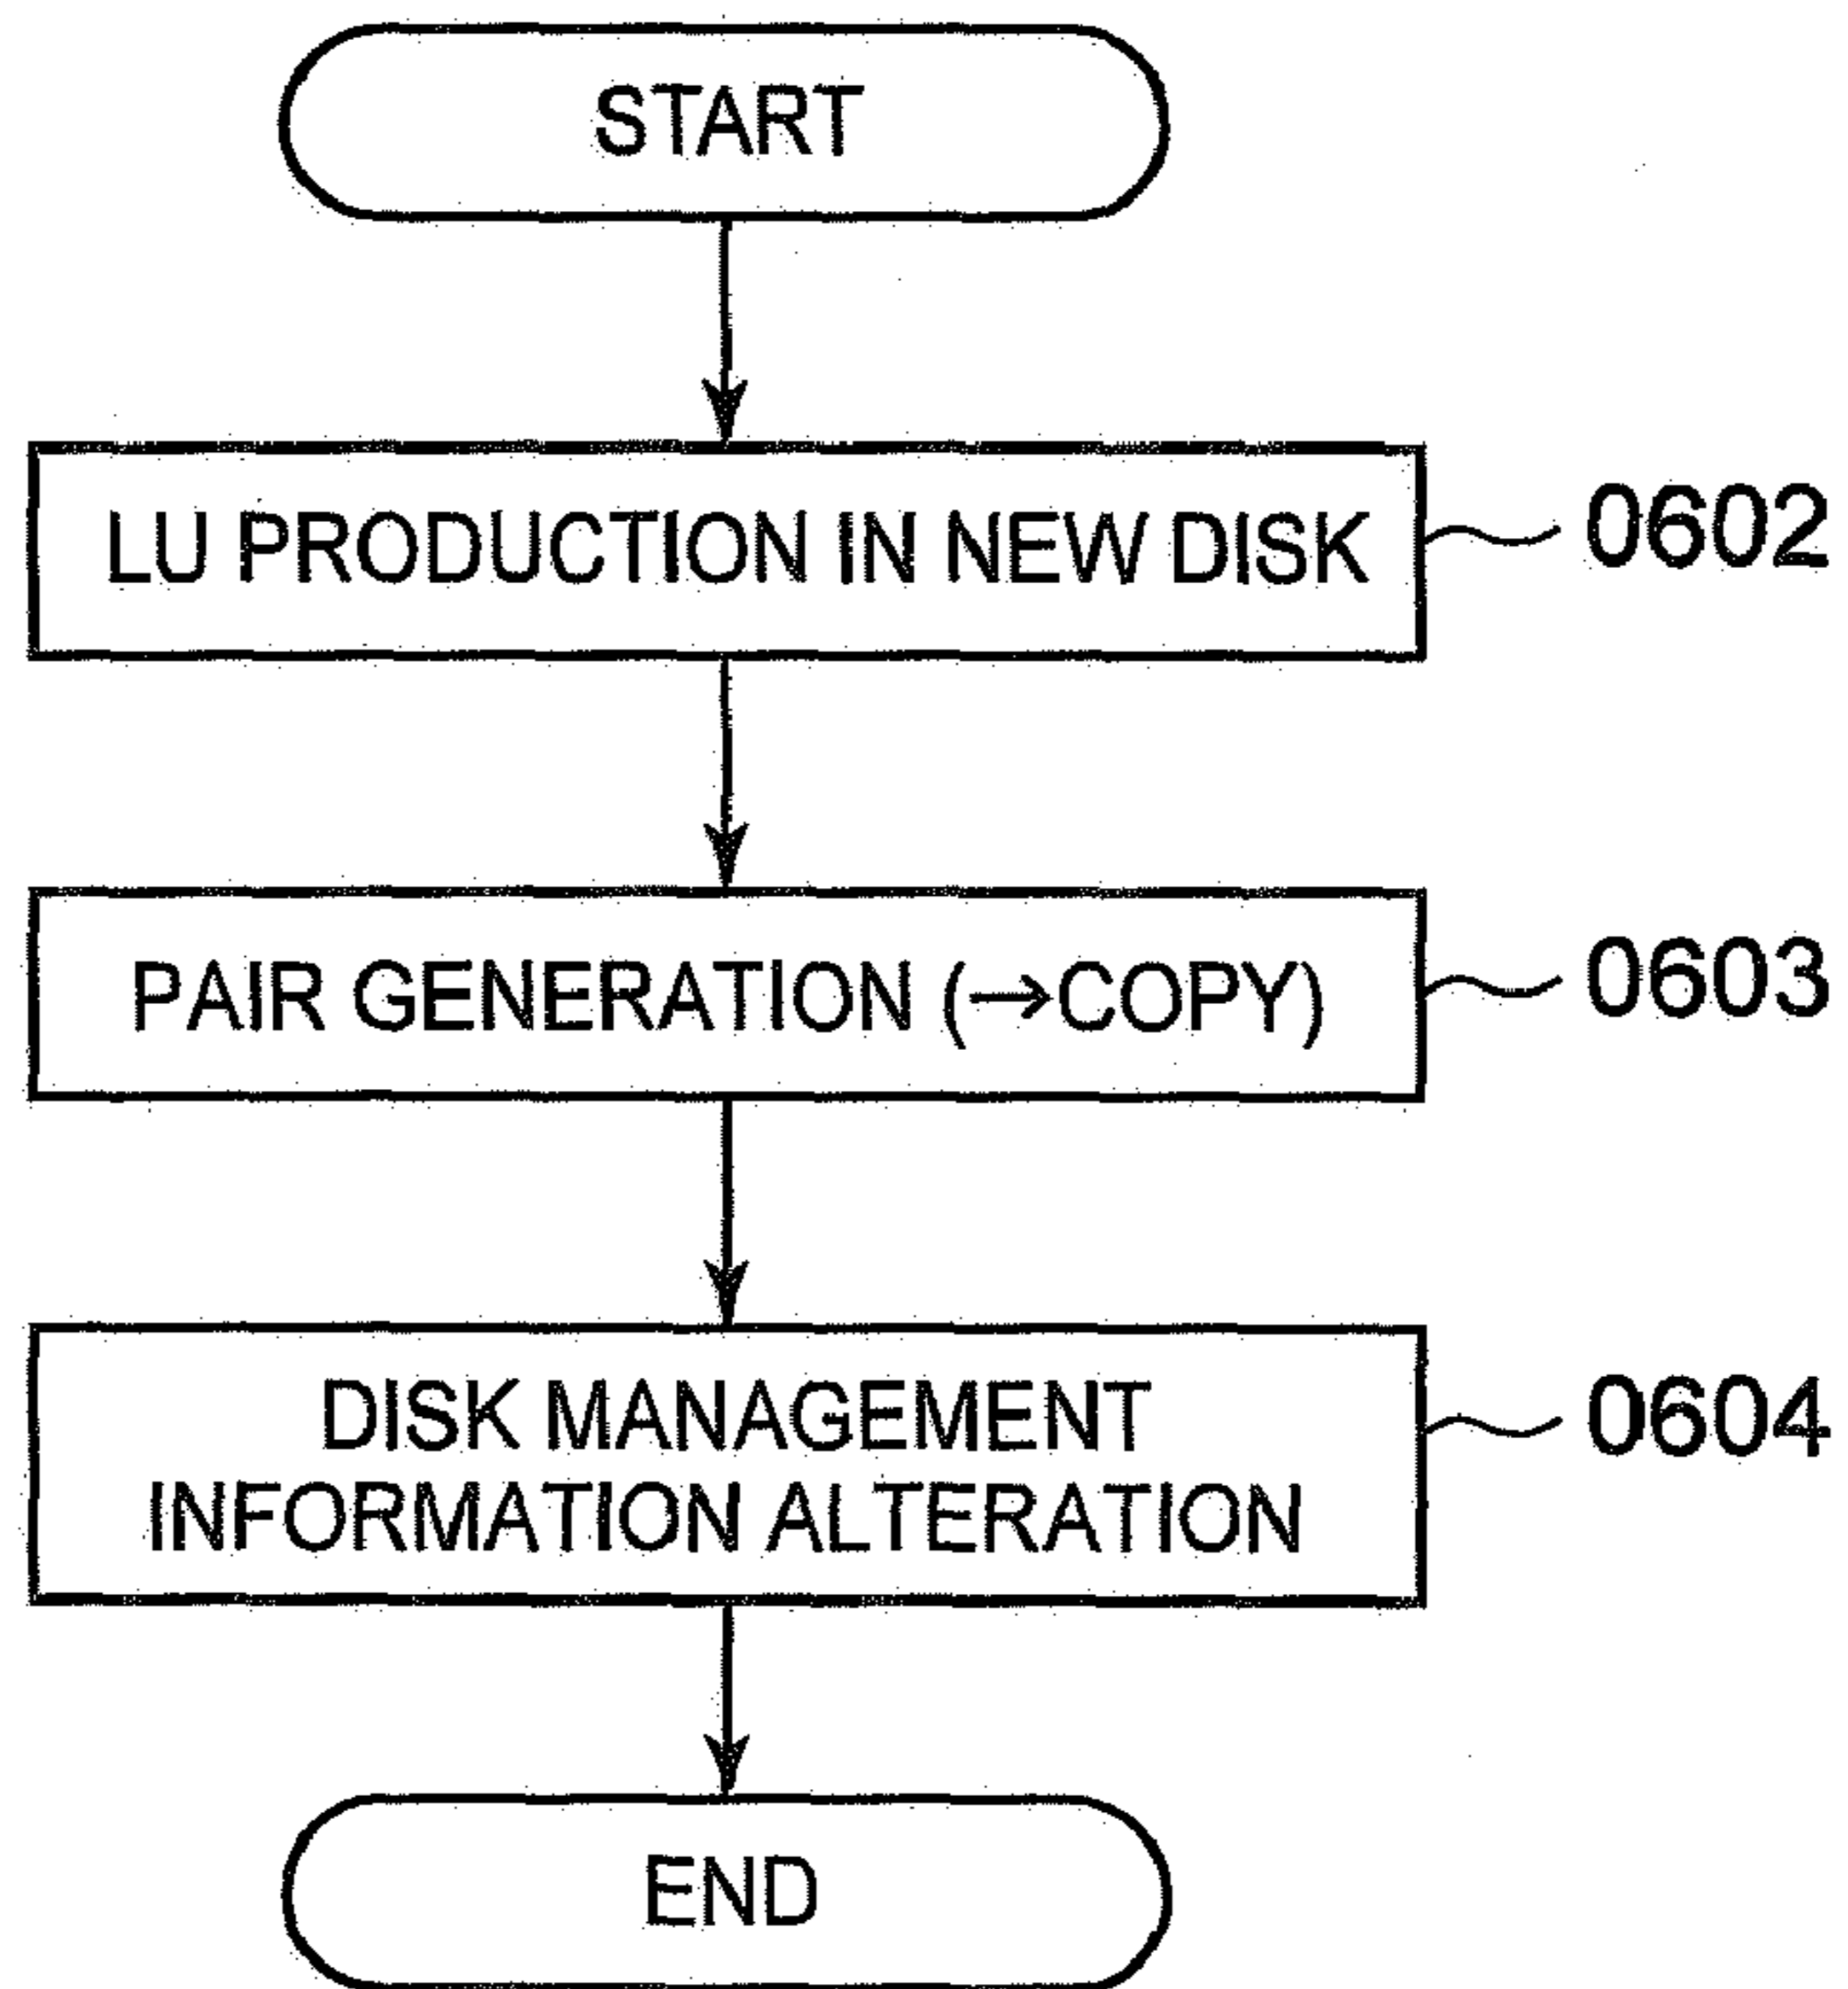 START
LU PRODUCTION IN NEW DISK
0602
PAIR GENERATION (→COPY)
0603
DISK MANAGEMENT
INFORMATION ALTERATION
0604
END